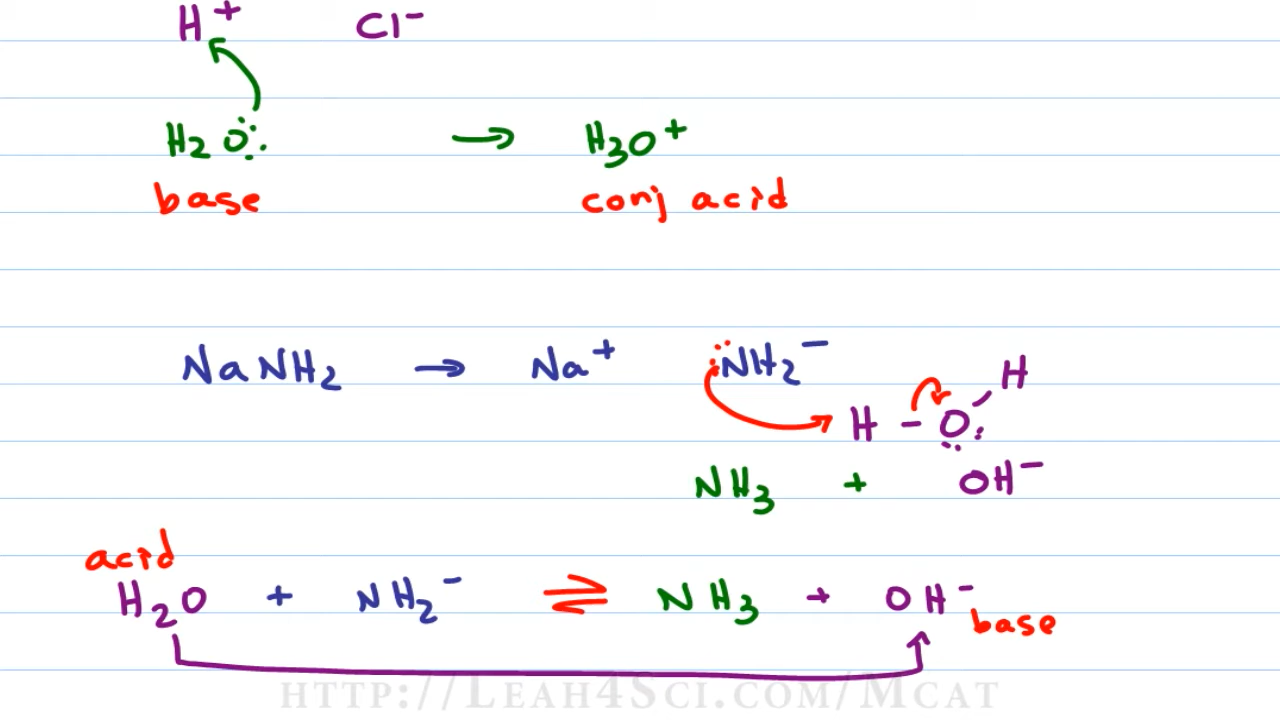 H+ Cl-
H2O: → H3O+
base conj acid
NaNH2 → Na+ :NH2-
H
H - O:
NH3 + OH-
acid
H2O + NH2- ⇌ NH3 + OH-
base
HTTP://LEAH4SCI.COM/MCAT